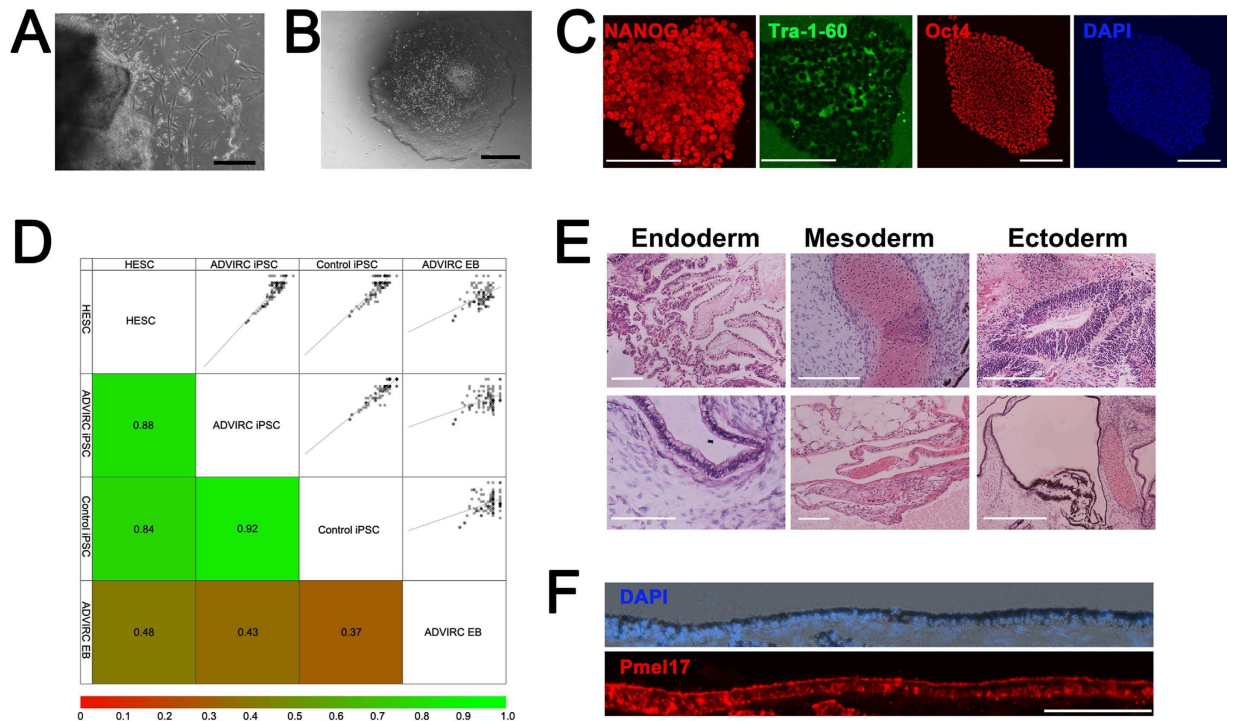 A
B
C
NANOG
Tra-1-60
Oct4
DAPI
D
HESC
ADVIRC iPSC
Control iPSC
ADVIRC EB
HESC
HESC
ADVIRC iPSC
0.88
ADVIRC iPSC
Control iPSC
0.84
0.92
Control iPSC
ADVIRC EB
0.48
0.43
0.37
ADVIRC EB
0 0.1 0.2 0.3 0.4 0.5 0.6 0.7 0.8 0.9 1.0
E
Endoderm
Mesoderm
Ectoderm
F
DAPI
Pmel17